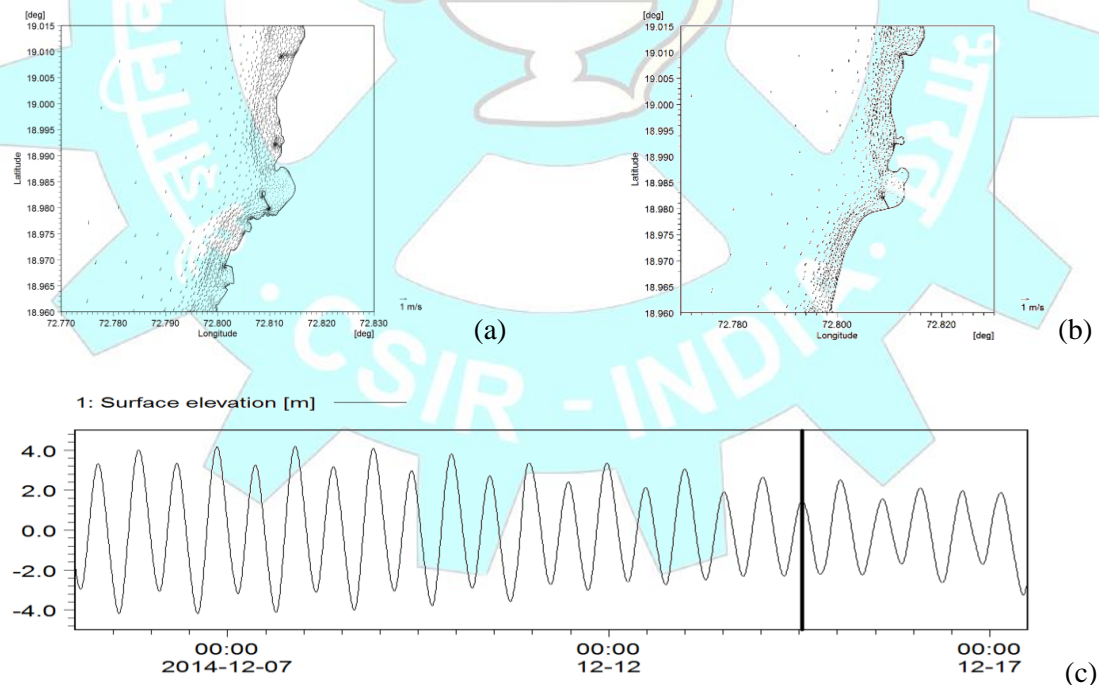 [deg]
19.015
19.010
19.005
19.000
18.995
18.990
18.985
18.980
18.975
18.970
18.965
18.960
Latitude
72.770 72.780 72.790 72.800 72.810 72.820 72.830
Longitude [deg]
1 m/s
(a)
[deg]
19.015
19.010
19.005
19.000
18.995
18.990
18.985
18.980
18.975
18.970
18.965
18.960
Latitude
72.780 72.800 72.820
Longitude [deg]
1 m/s
(b)
• CSIR - INDIA •
1: Surface elevation [m]
4.0
2.0
0.0
-2.0
-4.0
00:00 00:00 00:00
2014-12-07 12-12 12-17
(c)